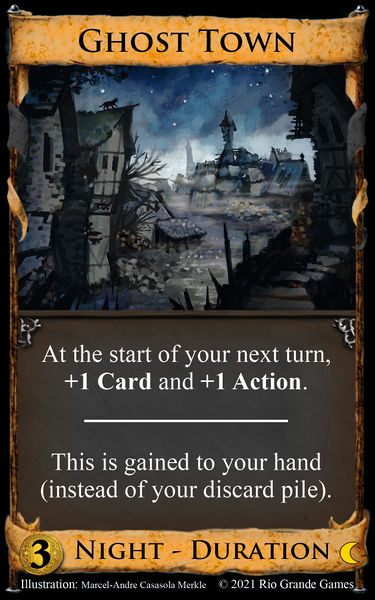 Ghost Town
At the start of your next turn,
+1 Card and +1 Action.
This is gained to your hand
(instead of your discard pile).
3 Night - Duration
Illustration: Marcel-Andre Casasola Merkle © 2021 Rio Grande Games